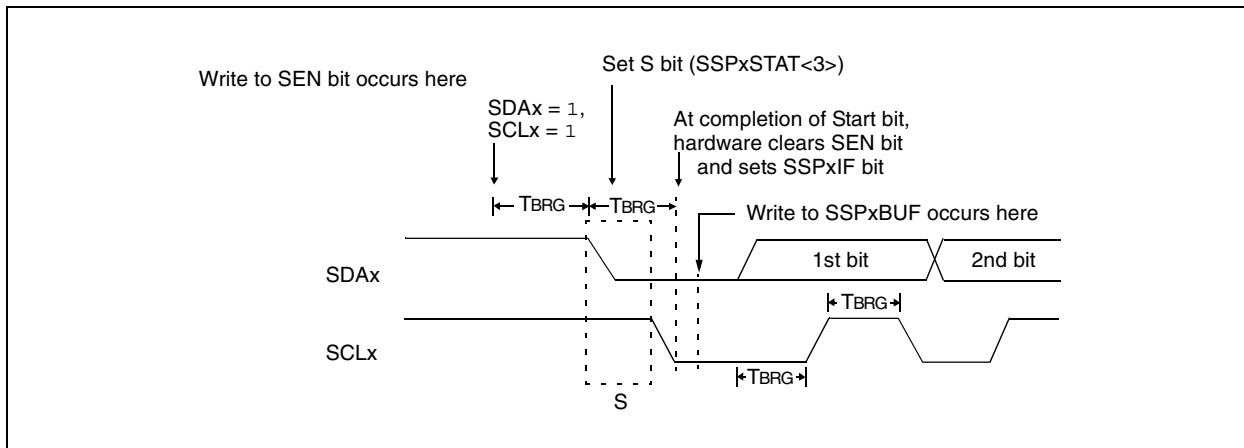 Set S bit (SSPxSTAT<3>)
Write to SEN bit occurs here
SDAx = 1,
SCLx = 1
At completion of Start bit,
hardware clears SEN bit
and sets SSPxIF bit
TBRG
TBRG
Write to SSPxBUF occurs here
SDAx
1st bit
2nd bit
TBRG
SCLx
TBRG
S